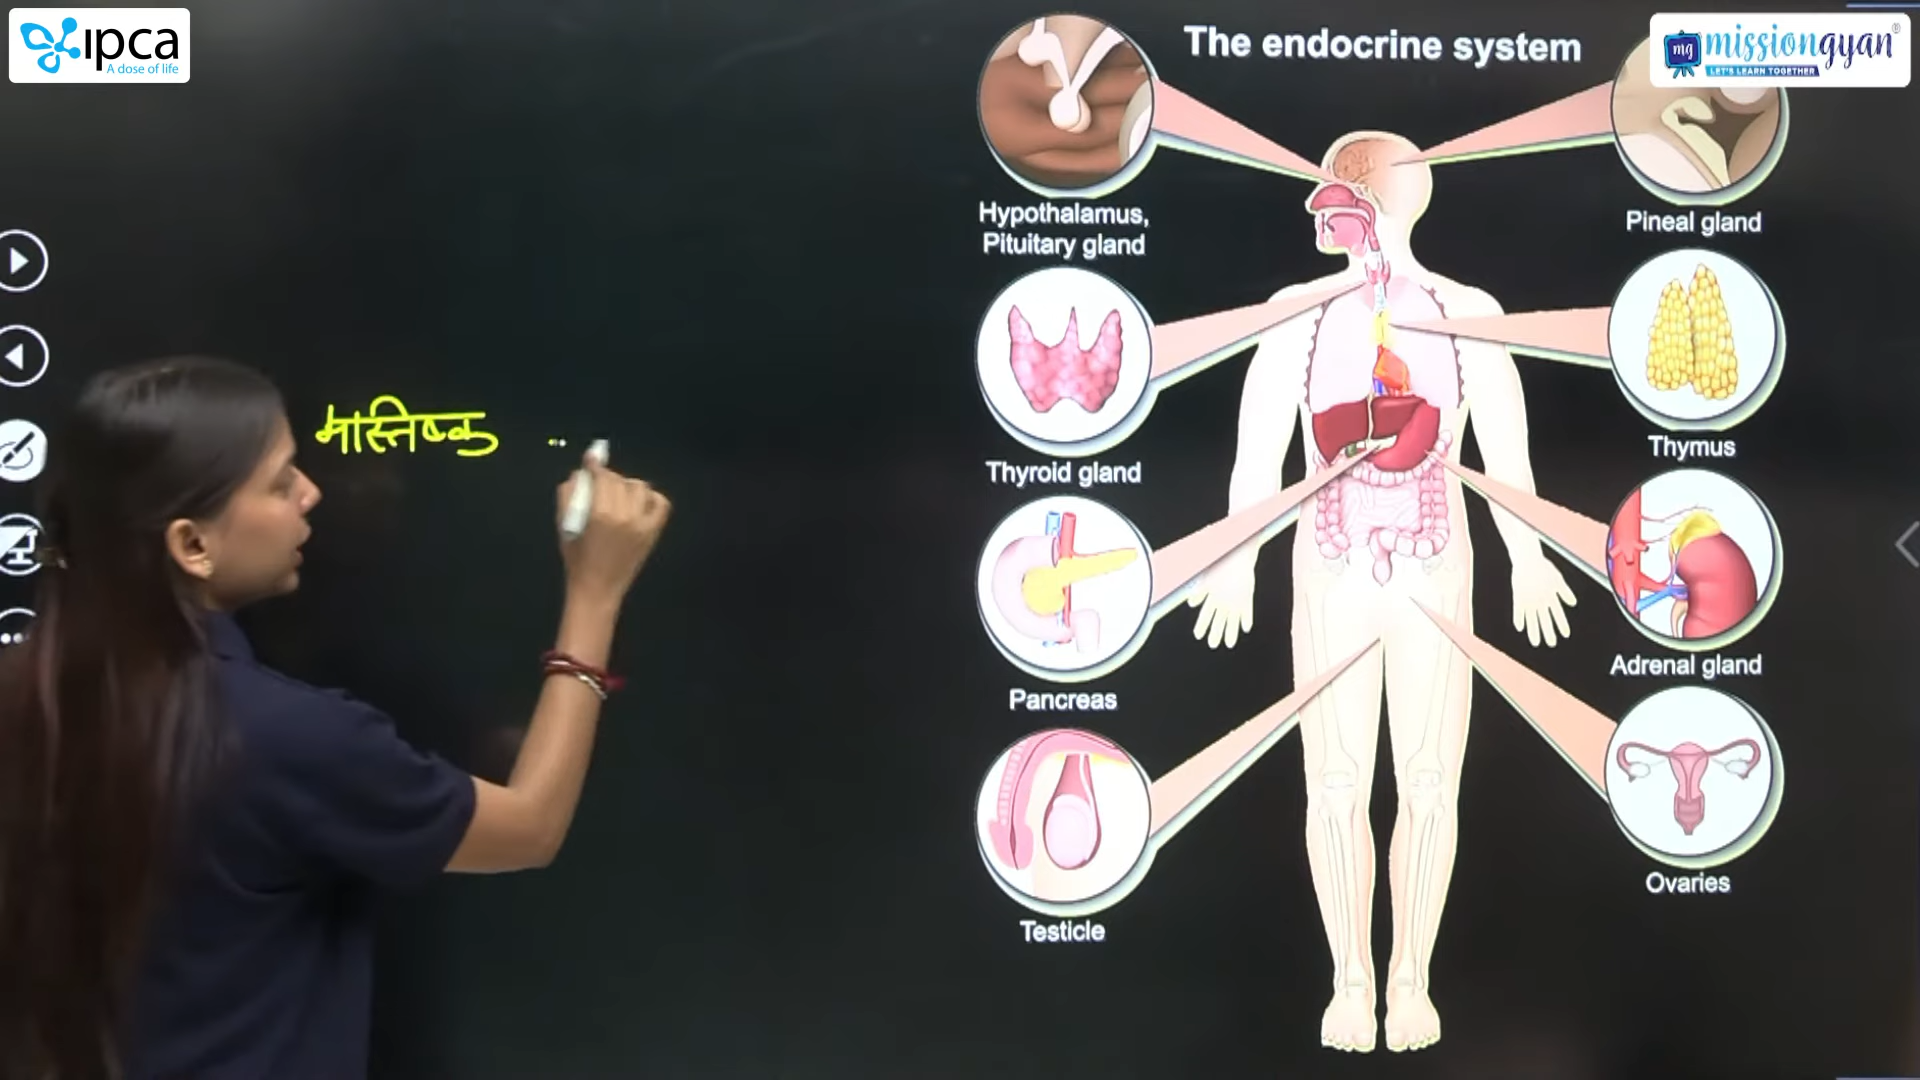 ipca
A dose of life
The endocrine system
mg missiongyan®
LET'S LEARN TOGETHER
Hypothalamus,
Pituitary gland
Pineal gland
मास्तिष्क
Thyroid gland
Thymus
Pancreas
Adrenal gland
Testicle
Ovaries